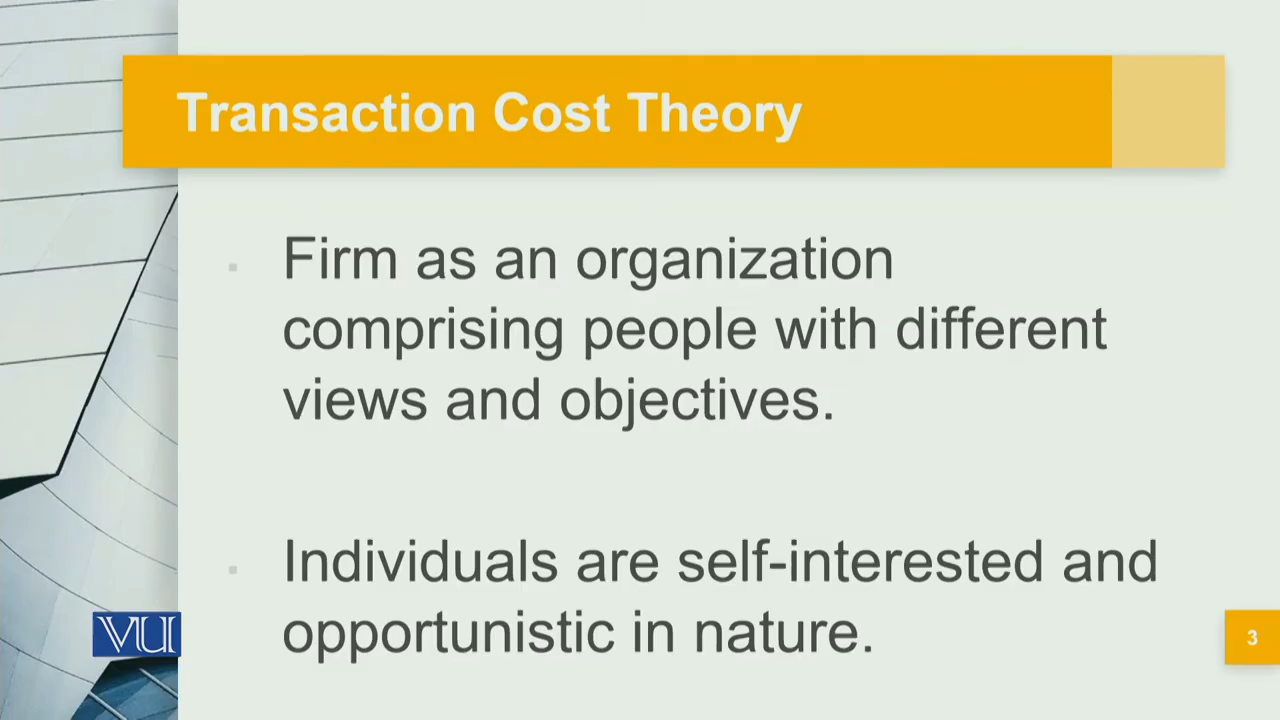 Transaction Cost Theory
Firm as an organization
comprising people with different
views and objectives.
Individuals are self-interested and
opportunistic in nature.
VU
3